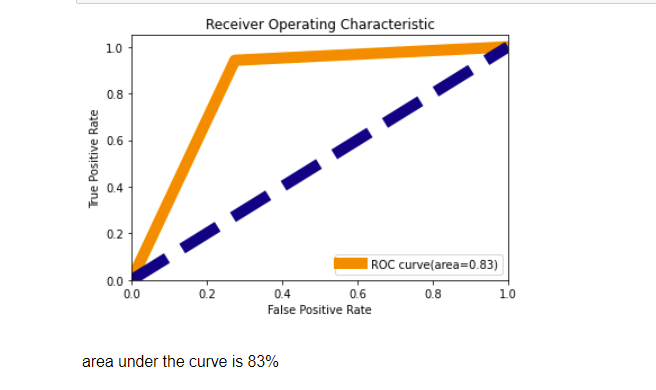 Receiver Operating Characteristic
1.0
0.8
0.6
0.4
0.2
0.0
True Positive Rate
ROC curve(area=0.83)
0.0 0.2 0.4 0.6 0.8 1.0
False Positive Rate
area under the curve is 83%